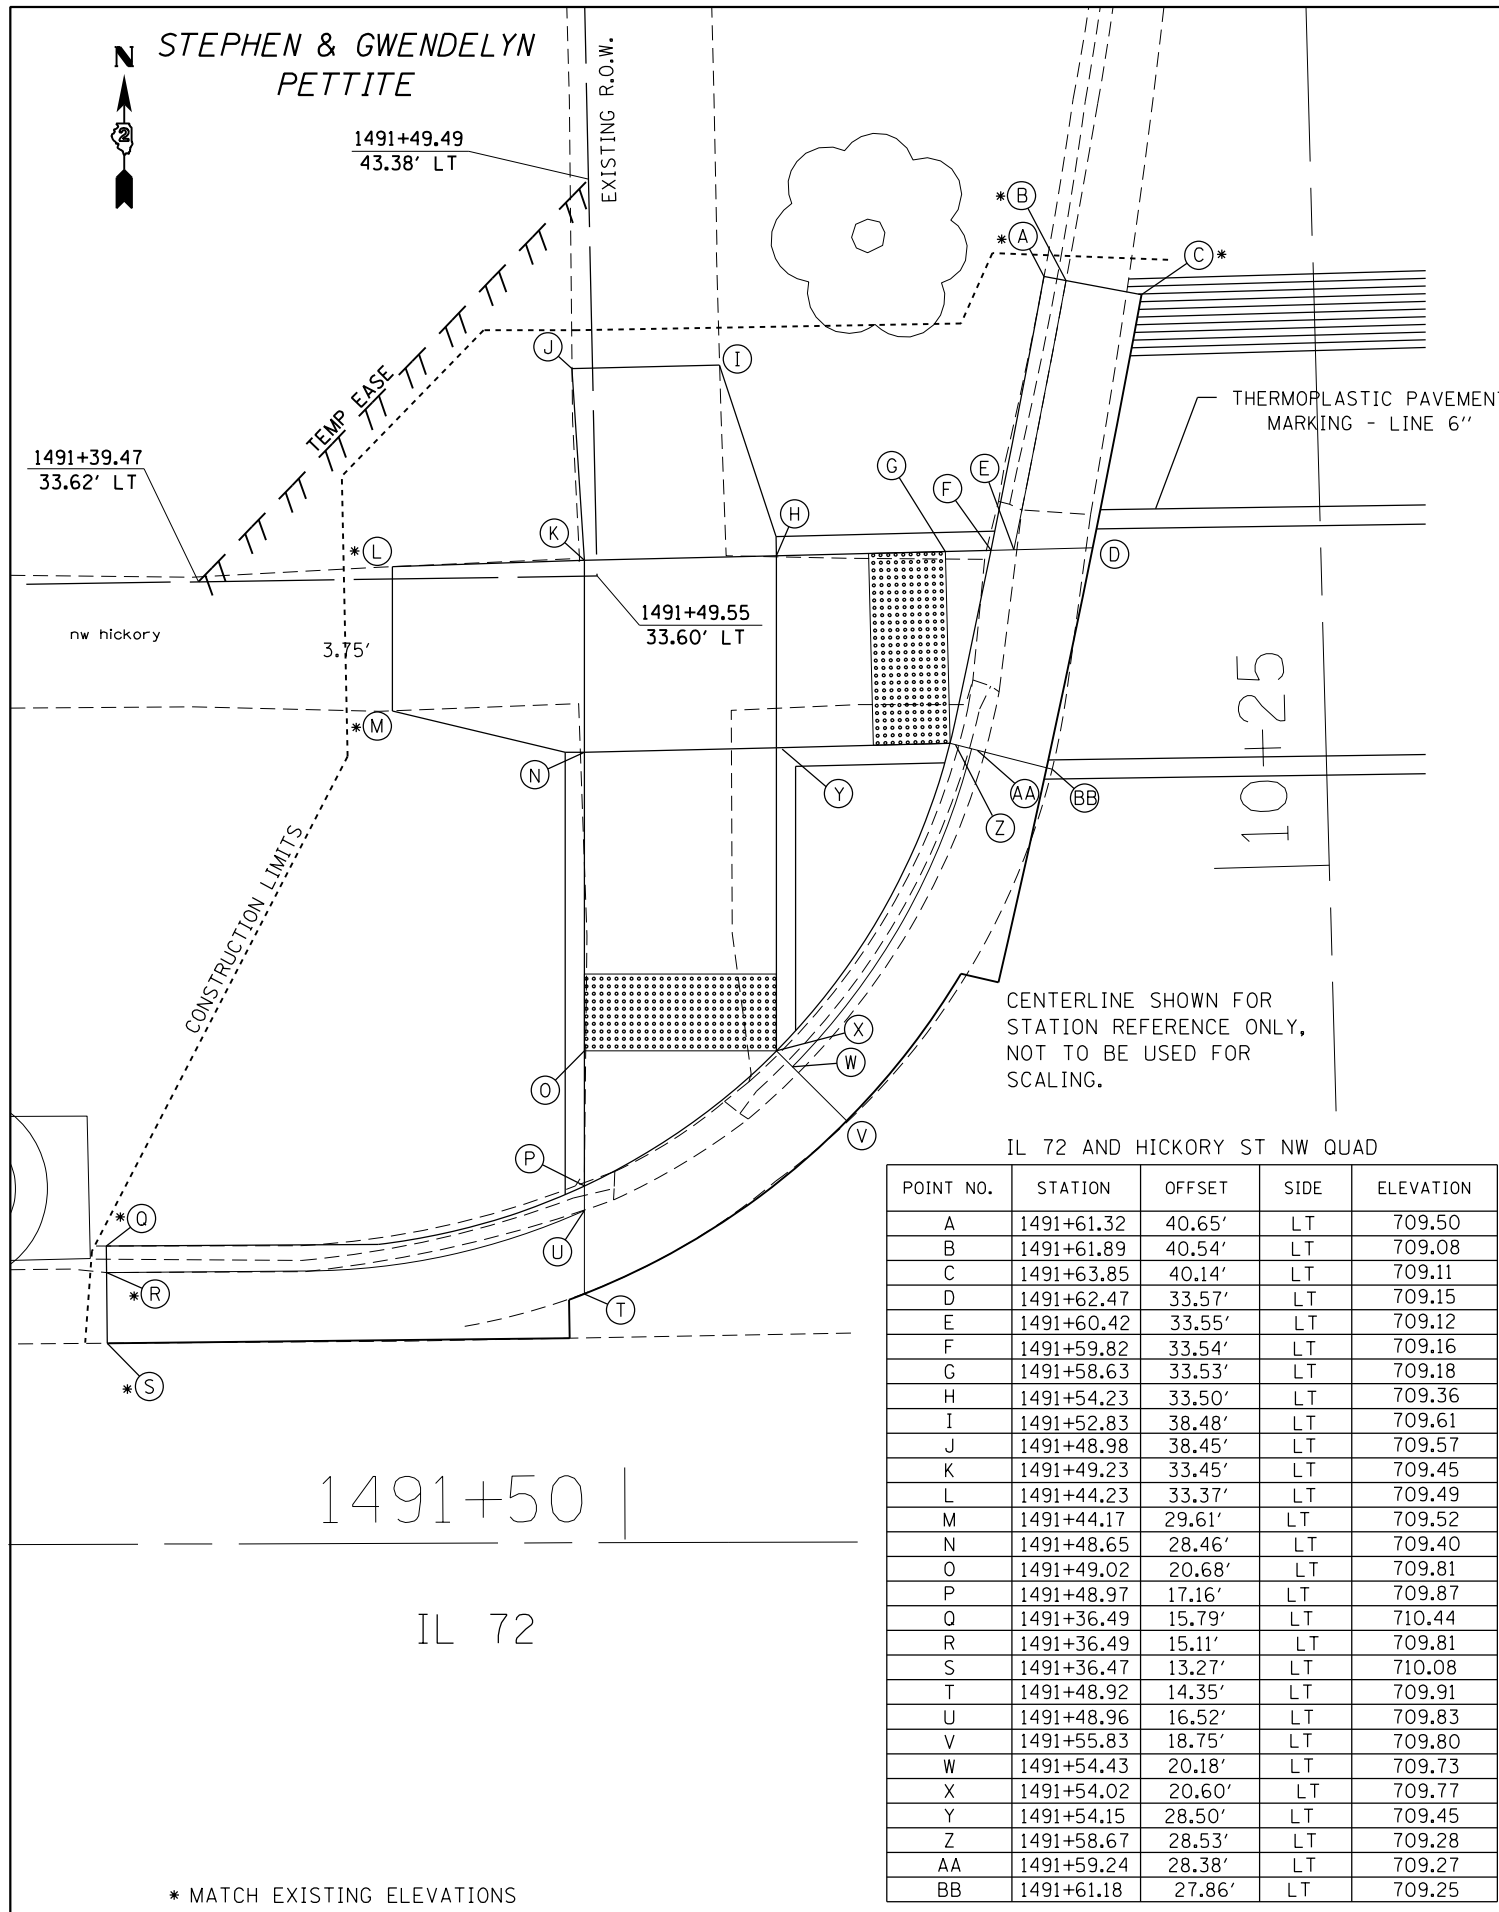 N
2
STEPHEN & GWENDELYN
PETTITE
EXISTING R.O.W.
1491+49.49
43.38' LT
* B
* A
C *
J
I
TEMP EASE
THERMOPLASTIC PAVEMENT
MARKING - LINE 6''
1491+39.47
33.62' LT
G
E
F
H
K
* L
D
1491+49.55
33.60' LT
nw hickory
3.75'
* M
10+25
N
Y
AA
BB
Z
CONSTRUCTION LIMITS
CENTERLINE SHOWN FOR
STATION REFERENCE ONLY,
NOT TO BE USED FOR
SCALING.
X
W
O
V
P
* Q
U
* R
T
* S
1491+50
IL 72
IL 72 AND HICKORY ST NW QUAD
POINT NO. STATION OFFSET SIDE ELEVATION
A 1491+61.32 40.65' LT 709.50
B 1491+61.89 40.54' LT 709.08
C 1491+63.85 40.14' LT 709.11
D 1491+62.47 33.57' LT 709.15
E 1491+60.42 33.55' LT 709.12
F 1491+59.82 33.54' LT 709.16
G 1491+58.63 33.53' LT 709.18
H 1491+54.23 33.50' LT 709.36
I 1491+52.83 38.48' LT 709.61
J 1491+48.98 38.45' LT 709.57
K 1491+49.23 33.45' LT 709.45
L 1491+44.23 33.37' LT 709.49
M 1491+44.17 29.61' LT 709.52
N 1491+48.65 28.46' LT 709.40
O 1491+49.02 20.68' LT 709.81
P 1491+48.97 17.16' LT 709.87
Q 1491+36.49 15.79' LT 710.44
R 1491+36.49 15.11' LT 709.81
S 1491+36.47 13.27' LT 710.08
T 1491+48.92 14.35' LT 709.91
U 1491+48.96 16.52' LT 709.83
V 1491+55.83 18.75' LT 709.80
W 1491+54.43 20.18' LT 709.73
X 1491+54.02 20.60' LT 709.77
Y 1491+54.15 28.50' LT 709.45
Z 1491+58.67 28.53' LT 709.28
AA 1491+59.24 28.38' LT 709.27
BB 1491+61.18 27.86' LT 709.25
* MATCH EXISTING ELEVATIONS